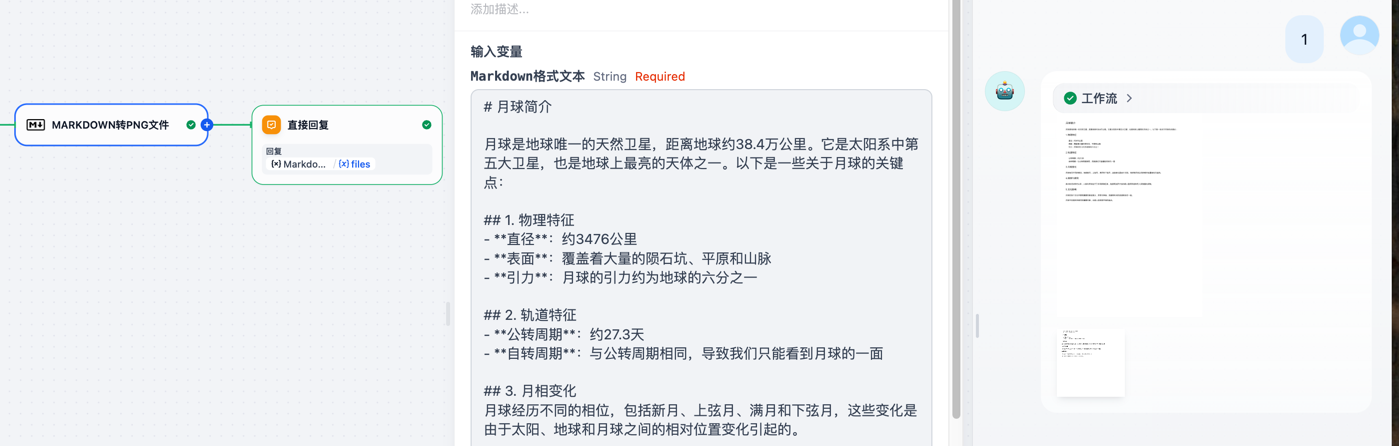 MARKDOWN转PNG文件
直接回复
回复
{x} Markdo... / {x} files
添加描述...
输入变量
Markdown格式文本 String Required
# 月球简介
月球是地球唯一的天然卫星，距离地球约38.4万公里。它是太阳系中第
五大卫星，也是地球上最亮的天体之一。以下是一些关于月球的关键
点：
## 1. 物理特征
- **直径**：约3476公里
- **表面**：覆盖着大量的陨石坑、平原和山脉
- **引力**：月球的引力约为地球的六分之一
## 2. 轨道特征
- **公转周期**：约27.3天
- **自转周期**：与公转周期相同，导致我们只能看到月球的一面
## 3. 月相变化
月球经历不同的相位，包括新月、上弦月、满月和下弦月，这些变化是
由于太阳、地球和月球之间的相对位置变化引起的。
1
工作流